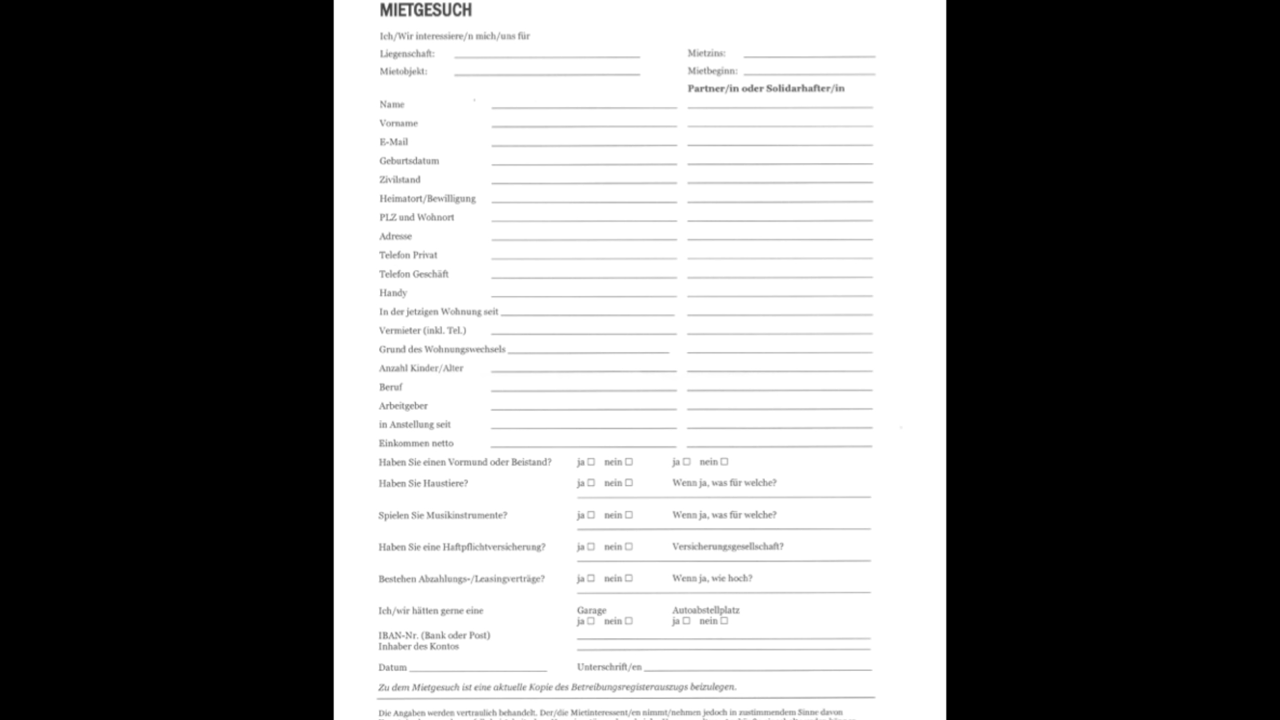 MIETGESUCH
Ich/Wir interessiere/n mich/uns für
Liegenschaft: Mietzins:
Mietobjekt: Mietbeginn:
Partner/in oder Solidarhafter/in
Name
Vorname
E-Mail
Geburtsdatum
Zivilstand
Heimatort/Bewilligung
PLZ und Wohnort
Adresse
Telefon Privat
Telefon Geschäft
Handy
In der jetzigen Wohnung seit
Vermieter (inkl. Tel.)
Grund des Wohnungswechsels
Anzahl Kinder/Alter
Beruf
Arbeitgeber
in Anstellung seit
Einkommen netto
Haben Sie einen Vormund oder Beistand? ja ☐ nein ☐ ja ☐ nein ☐
Haben Sie Haustiere? ja ☐ nein ☐ Wenn ja, was für welche?
Spielen Sie Musikinstrumente? ja ☐ nein ☐ Wenn ja, was für welche?
Haben Sie eine Haftpflichtversicherung? ja ☐ nein ☐ Versicherungsgesellschaft?
Bestehen Abzahlungs-/Leasingverträge? ja ☐ nein ☐ Wenn ja, wie hoch?
Ich/wir hätten gerne eine Garage Autoabstellplatz
ja ☐ nein ☐ ja ☐ nein ☐
IBAN-Nr. (Bank oder Post)
Inhaber des Kontos
Datum Unterschrift/en
Zu dem Mietgesuch ist eine aktuelle Kopie des Betreibungsregisterauszugs beizulegen.
Die Angaben werden vertraulich behandelt. Der/die Mietinteressent/en nimmt/nehmen jedoch in zustimmendem Sinne davon